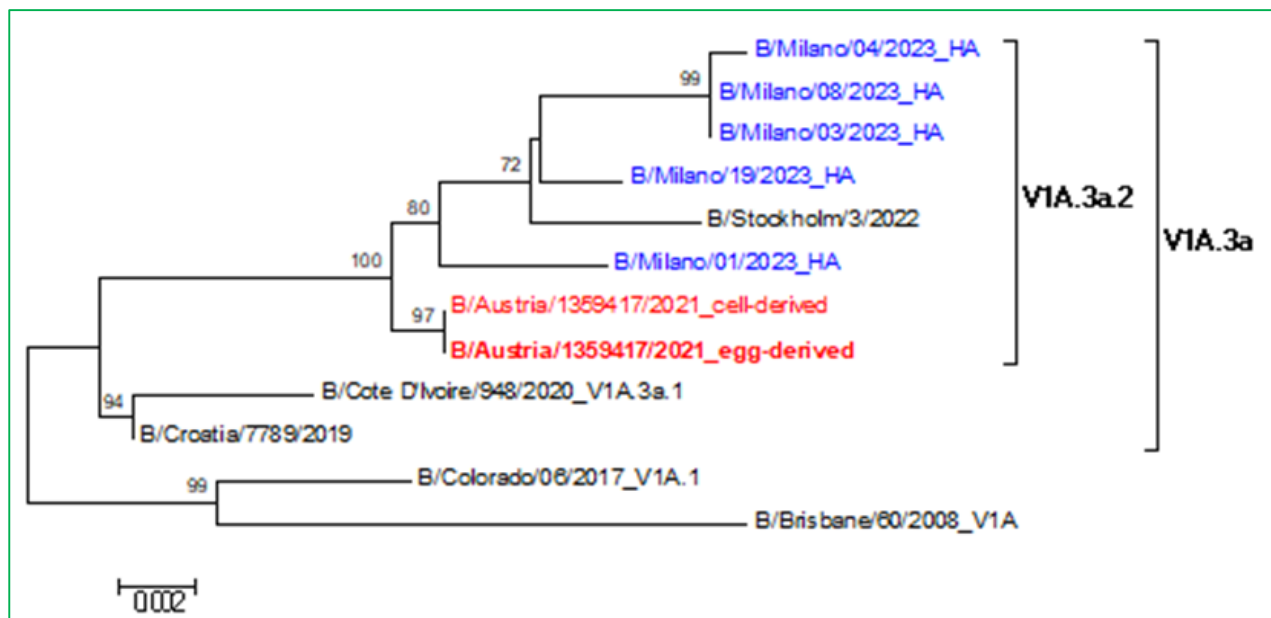 B/Milano/04/2023_HA
99
B/Milano/08/2023_HA
B/Milano/03/2023_HA
72
B/Milano/19/2023_HA
V1A.3a.2
80
B/Stockholm/3/2022
V1A.3a
100
B/Milano/01/2023_HA
B/Austria/1359417/2021_cell-derived
97
B/Austria/1359417/2021_egg-derived
B/Cote D'Ivoire/948/2020_V1A.3a.1
94
B/Croatia/7789/2019
B/Colorado/06/2017_V1A.1
99
B/Brisbane/60/2008_V1A
0.002